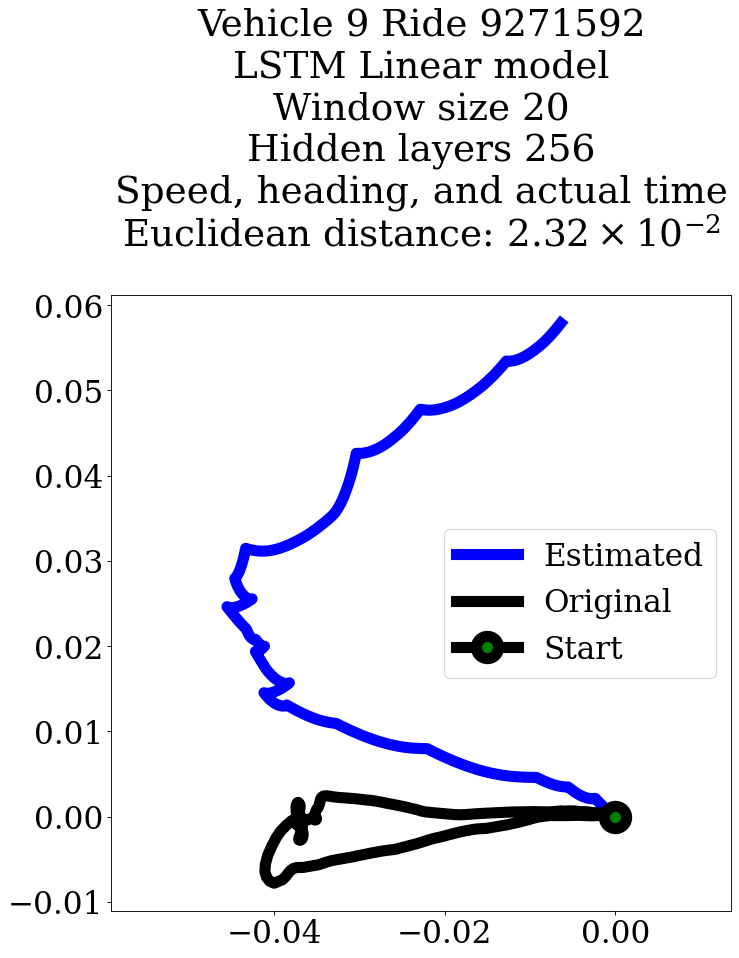 Vehicle 9 Ride 9271592
LSTM Linear model
Window size 20
Hidden layers 256
Speed, heading, and actual time
Euclidean distance: 2.32 × 10⁻²
0.06
0.05
0.04
0.03
0.02
0.01
0.00
−0.01
Estimated
Original
Start
−0.04
−0.02
0.00